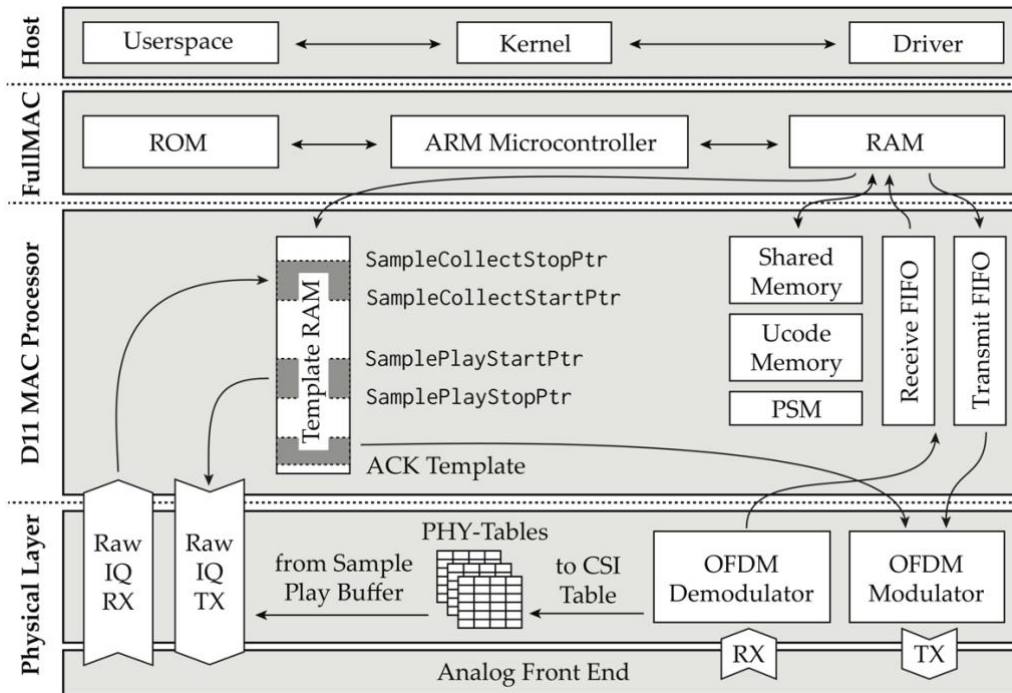 Host
Userspace
Kernel
Driver
FullMAC
ROM
ARM Microcontroller
RAM
D11 MAC Processor
Template RAM
SampleCollectStopPtr
SampleCollectStartPtr
SamplePlayStartPtr
SamplePlayStopPtr
ACK Template
Shared
Memory
Ucode
Memory
PSM
Receive FIFO
Transmit FIFO
Physical Layer
Raw
IQ
RX
Raw
IQ
TX
from Sample
Play Buffer
PHY-Tables
to CSI
Table
OFDM
Demodulator
OFDM
Modulator
RX
TX
Analog Front End